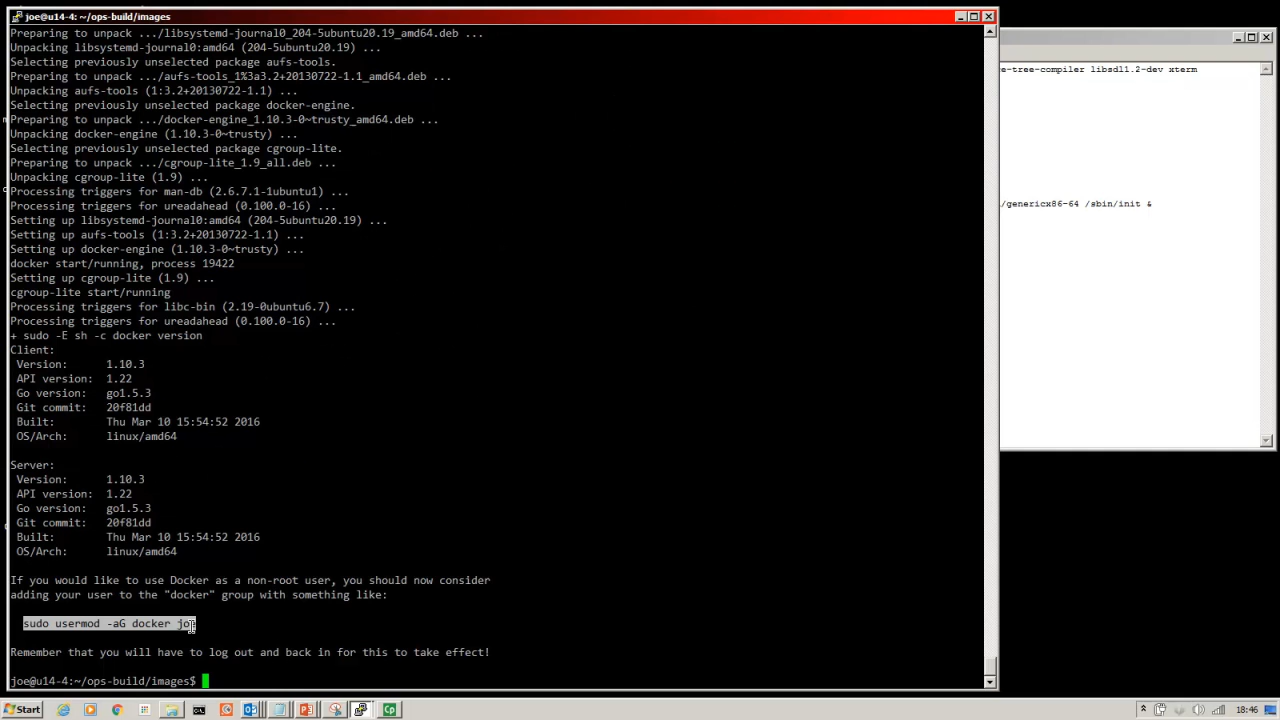 joe@u14-4: ~/ops-build/images
Preparing to unpack .../libsystemd-journal0_204-5ubuntu20.19_amd64.deb ...
Unpacking libsystemd-journal0:amd64 (204-5ubuntu20.19) ...
Selecting previously unselected package aufs-tools.
Preparing to unpack .../aufs-tools_1%3a3.2+20130722-1.1_amd64.deb ...
Unpacking aufs-tools (1:3.2+20130722-1.1) ...
Selecting previously unselected package docker-engine.
Preparing to unpack .../docker-engine_1.10.3-0~trusty_amd64.deb ...
Unpacking docker-engine (1.10.3-0~trusty) ...
Selecting previously unselected package cgroup-lite.
Preparing to unpack .../cgroup-lite_1.9_all.deb ...
Unpacking cgroup-lite (1.9) ...
Processing triggers for man-db (2.6.7.1-1ubuntu1) ...
Processing triggers for ureadahead (0.100.0-16) ...
Setting up libsystemd-journal0:amd64 (204-5ubuntu20.19) ...
Setting up aufs-tools (1:3.2+20130722-1.1) ...
Setting up docker-engine (1.10.3-0~trusty) ...
docker start/running, process 19422
Setting up cgroup-lite (1.9) ...
cgroup-lite start/running
Processing triggers for libc-bin (2.19-0ubuntu6.7) ...
Processing triggers for ureadahead (0.100.0-16) ...
+ sudo -E sh -c docker version
Client:
Version: 1.10.3
API version: 1.22
Go version: go1.5.3
Git commit: 20f81dd
Built: Thu Mar 10 15:54:52 2016
OS/Arch: linux/amd64
Server:
Version: 1.10.3
API version: 1.22
Go version: go1.5.3
Git commit: 20f81dd
Built: Thu Mar 10 15:54:52 2016
OS/Arch: linux/amd64
If you would like to use Docker as a non-root user, you should now consider
adding your user to the "docker" group with something like:
sudo usermod -aG docker joe
Remember that you will have to log out and back in for this to take effect!
joe@u14-4:~/ops-build/images$
e-tree-compiler libsdl1.2-dev xterm
/genericx86-64 /sbin/init &
Start
Cp
18:46